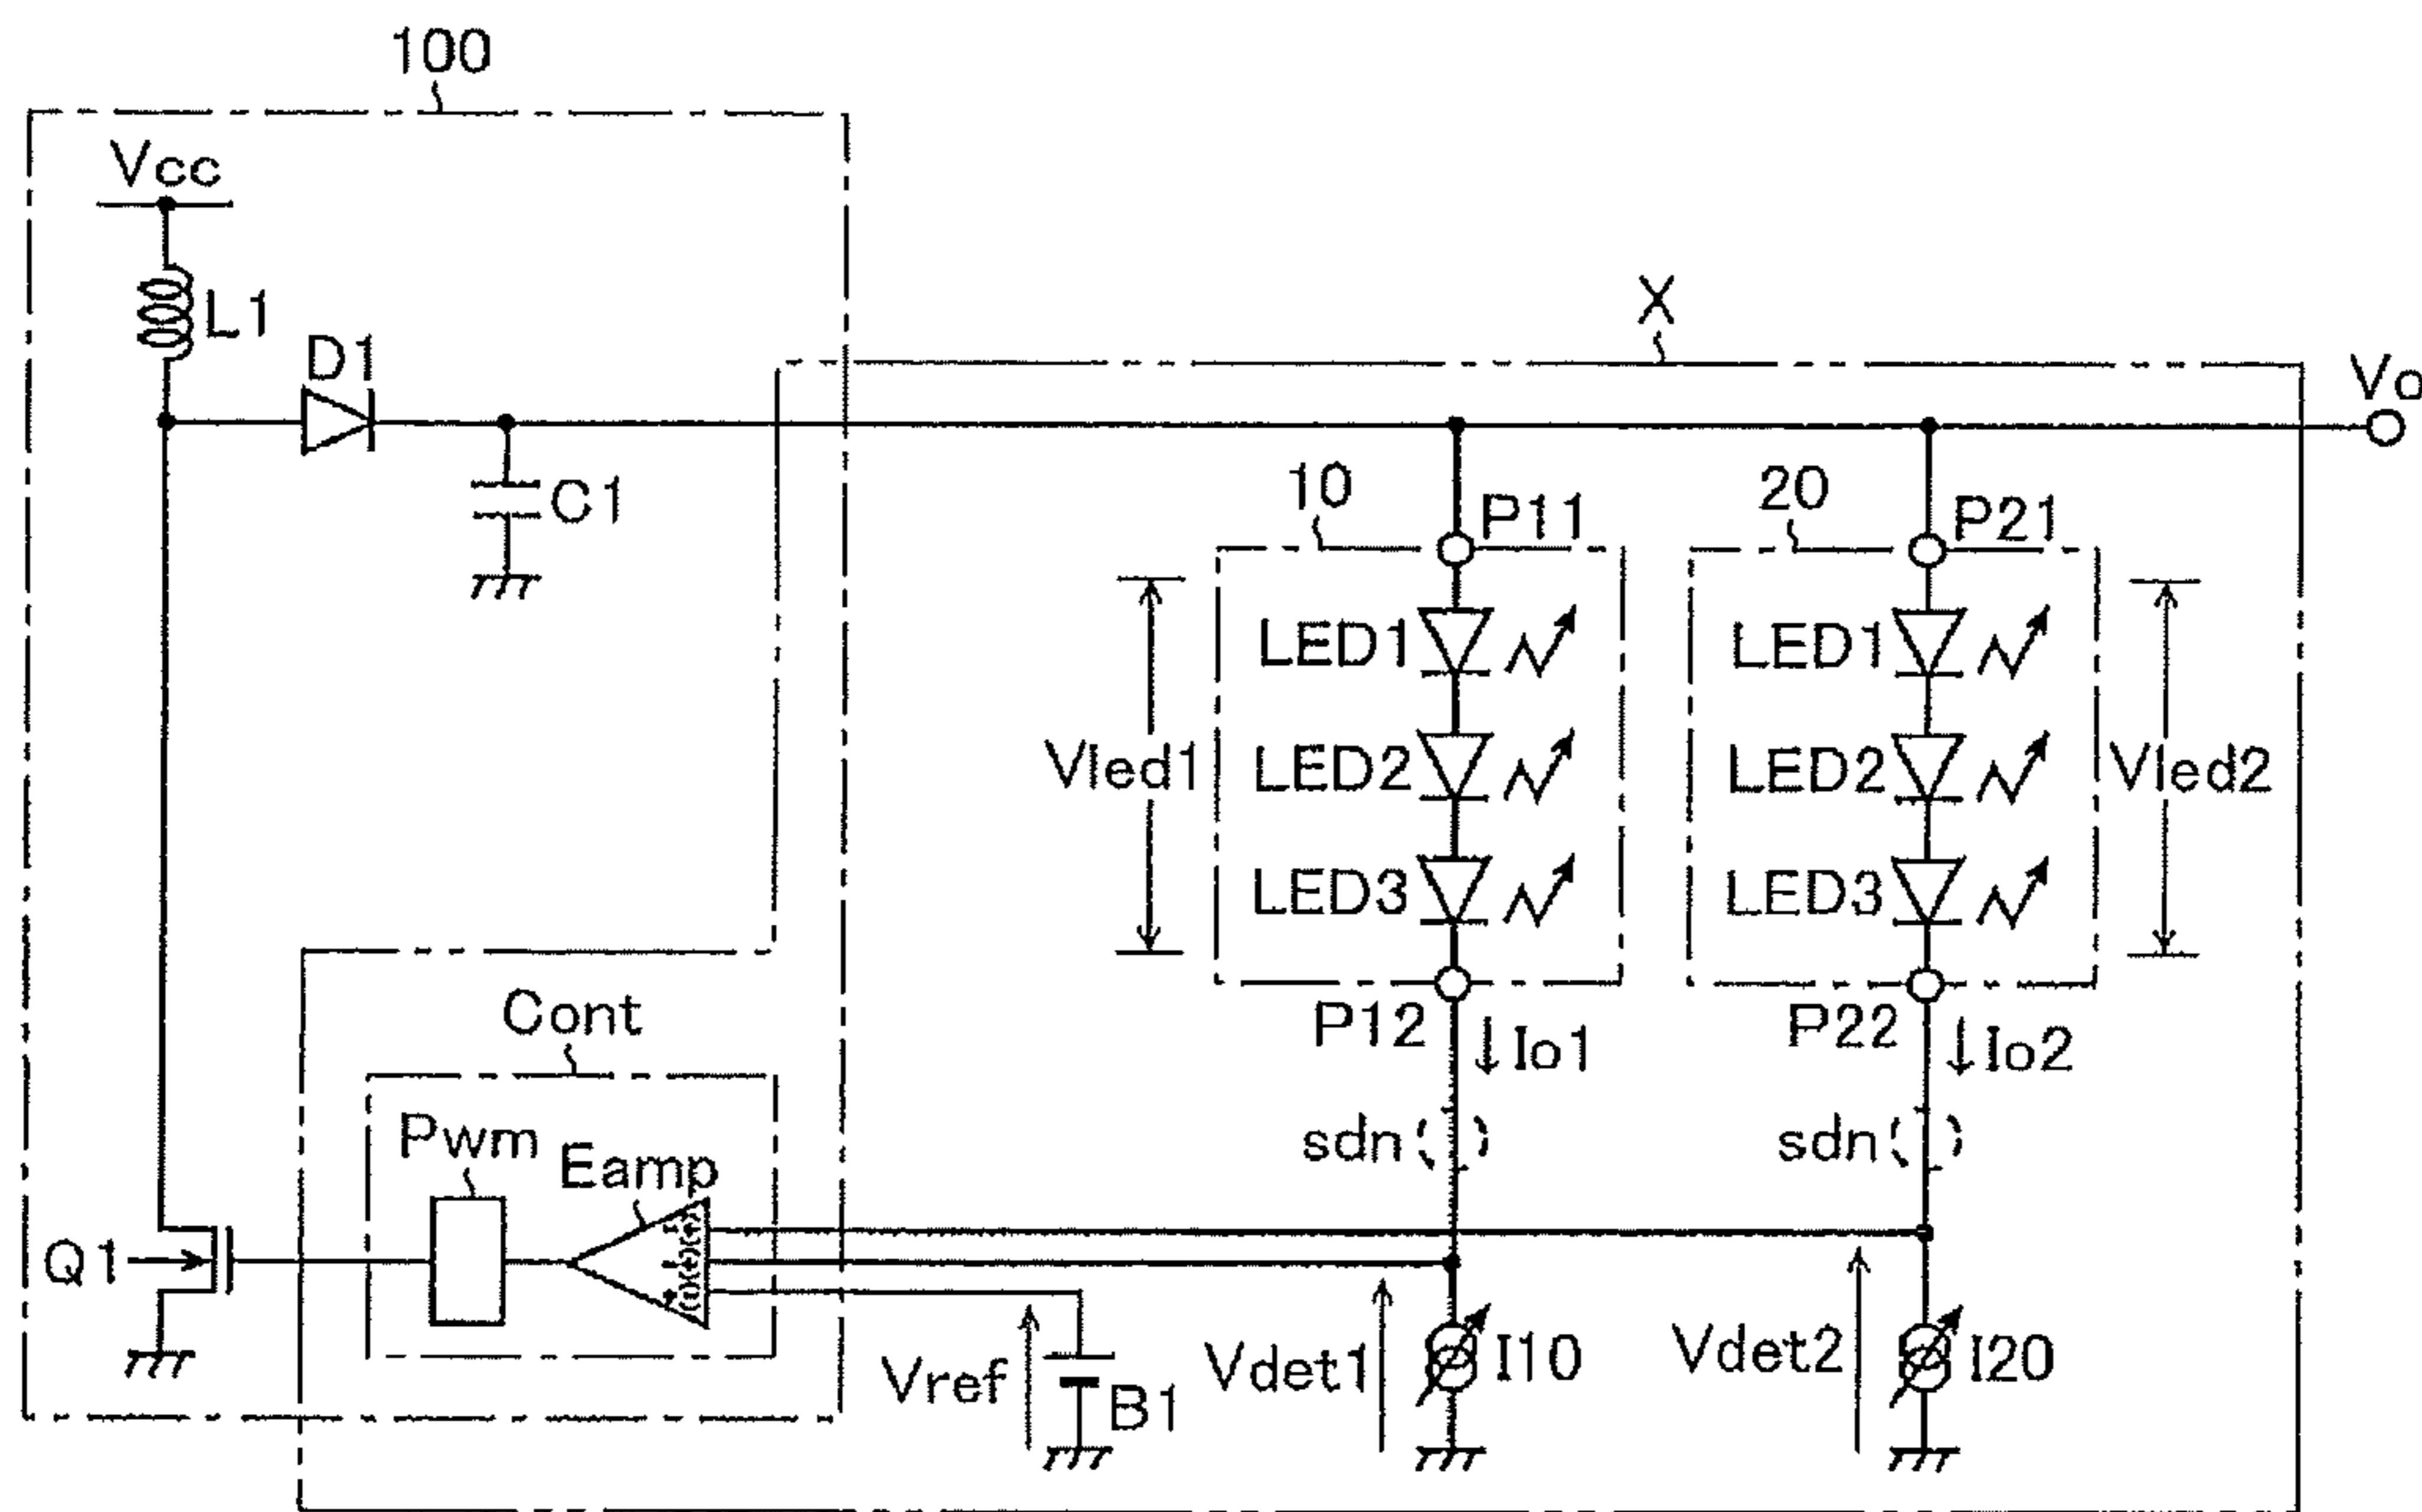 100
Vcc
L1
D1
C1
X
Vo
10
P11
20
P21
LED1
LED1
Vled1
LED2
LED2
Vled2
LED3
LED3
P12
Io1
P22
Io2
Cont
Pwm
Eamp
sdn
sdn
Q1
- (+)
- (+)
+ (-)
Vref
B1
Vdet1
I10
Vdet2
I20